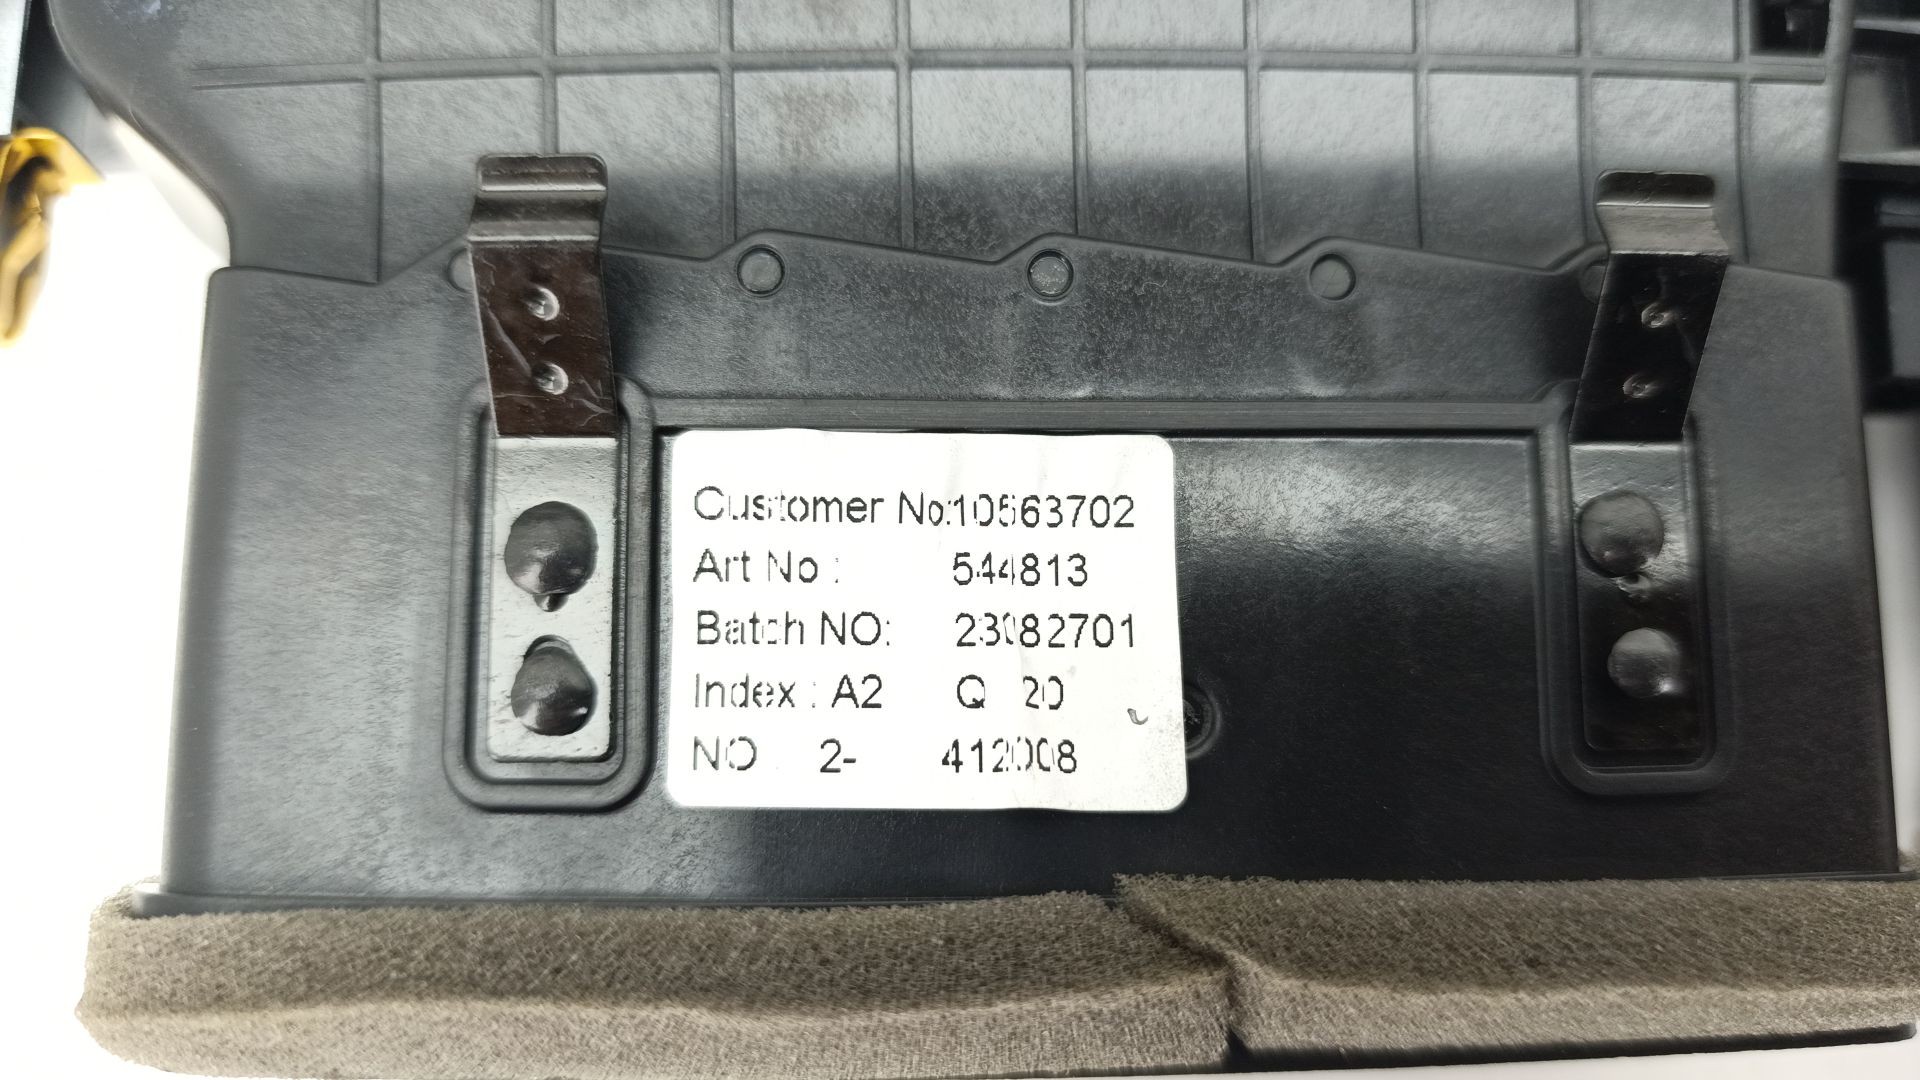 Customer No:10563702
Art No : 544813
Batch NO: 23082701
Index : A2 Q 20
NO : 2- 412008